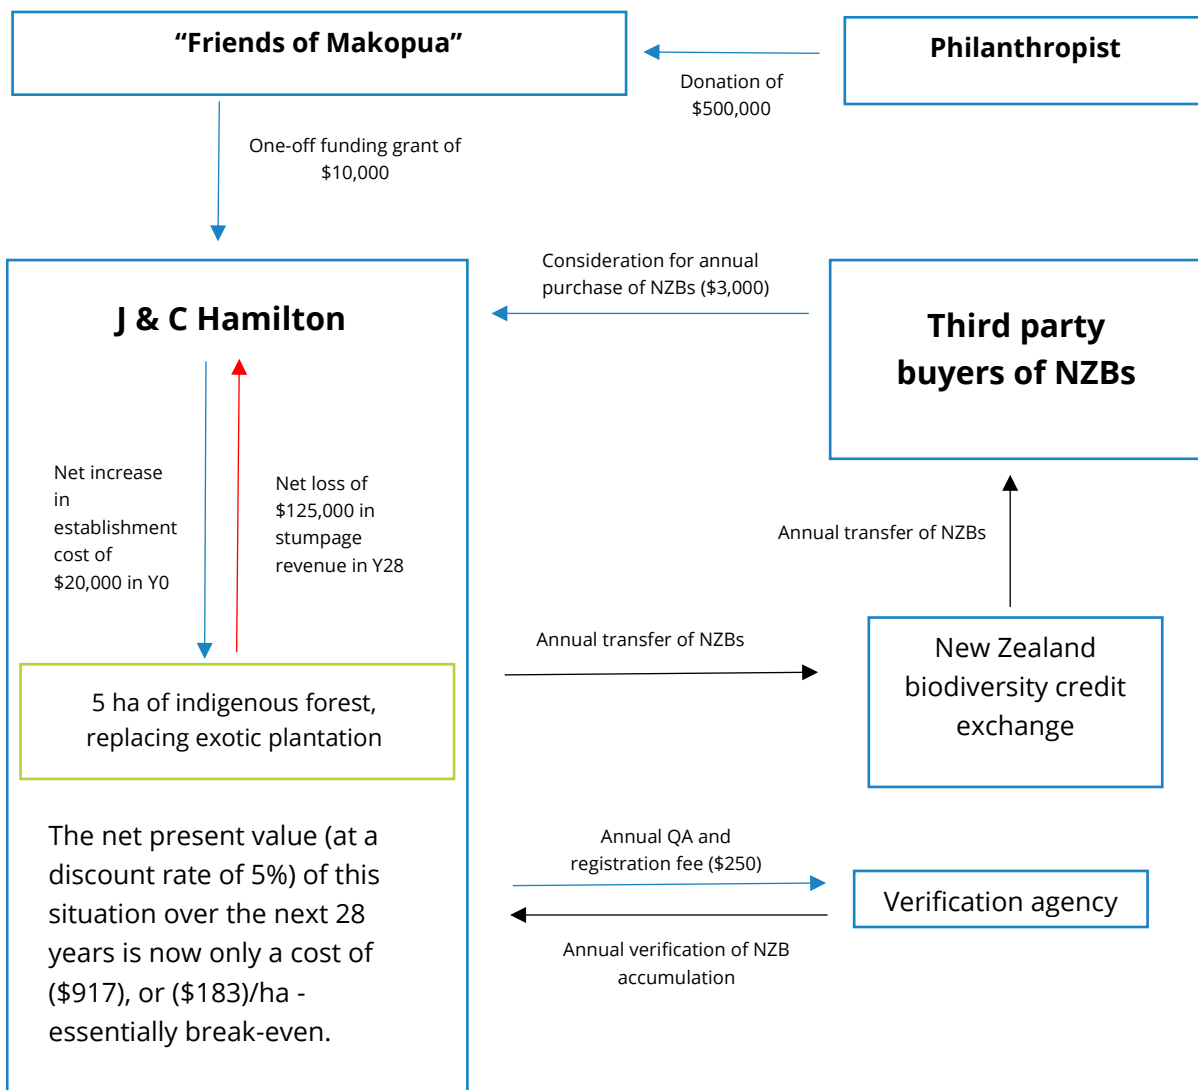 “Friends of Makopua”
Philanthropist
Donation of
$500,000
One-off funding grant of
$10,000
Consideration for annual
purchase of NZBs ($3,000)
J & C Hamilton
Third party
buyers of NZBs
Net increase
in
establishment
cost of
$20,000 in Y0
Net loss of
$125,000 in
stumpage
revenue in Y28
Annual transfer of NZBs
Annual transfer of NZBs
New Zealand
biodiversity credit
exchange
5 ha of indigenous forest,
replacing exotic plantation
The net present value (at a
discount rate of 5%) of this
situation over the next 28
years is now only a cost of
($917), or ($183)/ha -
essentially break-even.
Annual QA and
registration fee ($250)
Verification agency
Annual verification of NZB
accumulation